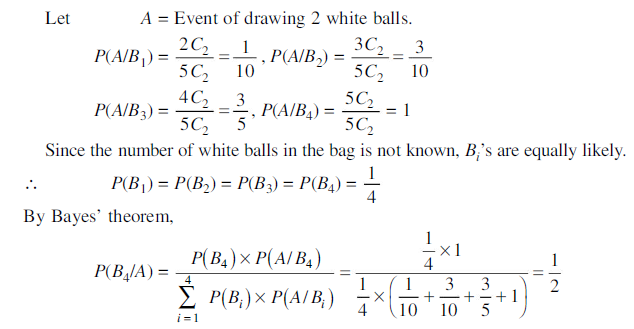 Let A = Event of drawing 2 white balls.
P(A/B₁) = 2C₂/5C₂ = 1/10, P(A/B₂) = 3C₂/5C₂ = 3/10
P(A/B₃) = 4C₂/5C₂ = 3/5, P(A/B₄) = 5C₂/5C₂ = 1
Since the number of white balls in the bag is not known, Bᵢ's are equally likely.
∴ P(B₁) = P(B₂) = P(B₃) = P(B₄) = 1/4
By Bayes' theorem,
P(B₄/A) = P(B₄) × P(A/B₄) / ∑_{i=1}^{4} P(Bᵢ) × P(A/Bᵢ) = (1/4 × 1) / (1/4 × (1/10 + 3/10 + 3/5 + 1)) = 1/2